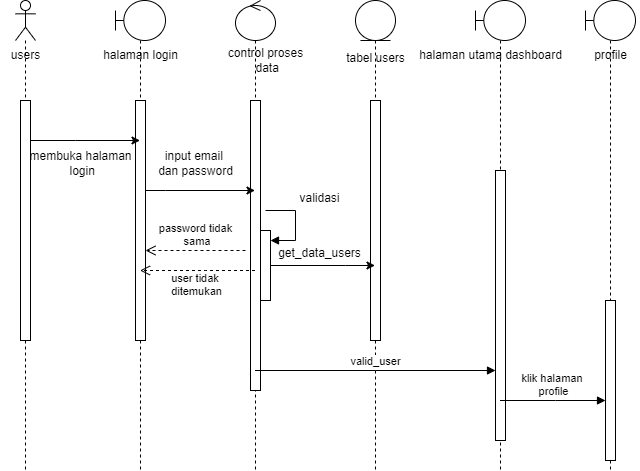 users
halaman login
control proses
data
tabel users
halaman utama dashboard
profile
membuka halaman
login
input email
dan password
validasi
password tidak
sama
get_data_users
user tidak
ditemukan
valid_user
klik halaman
profile